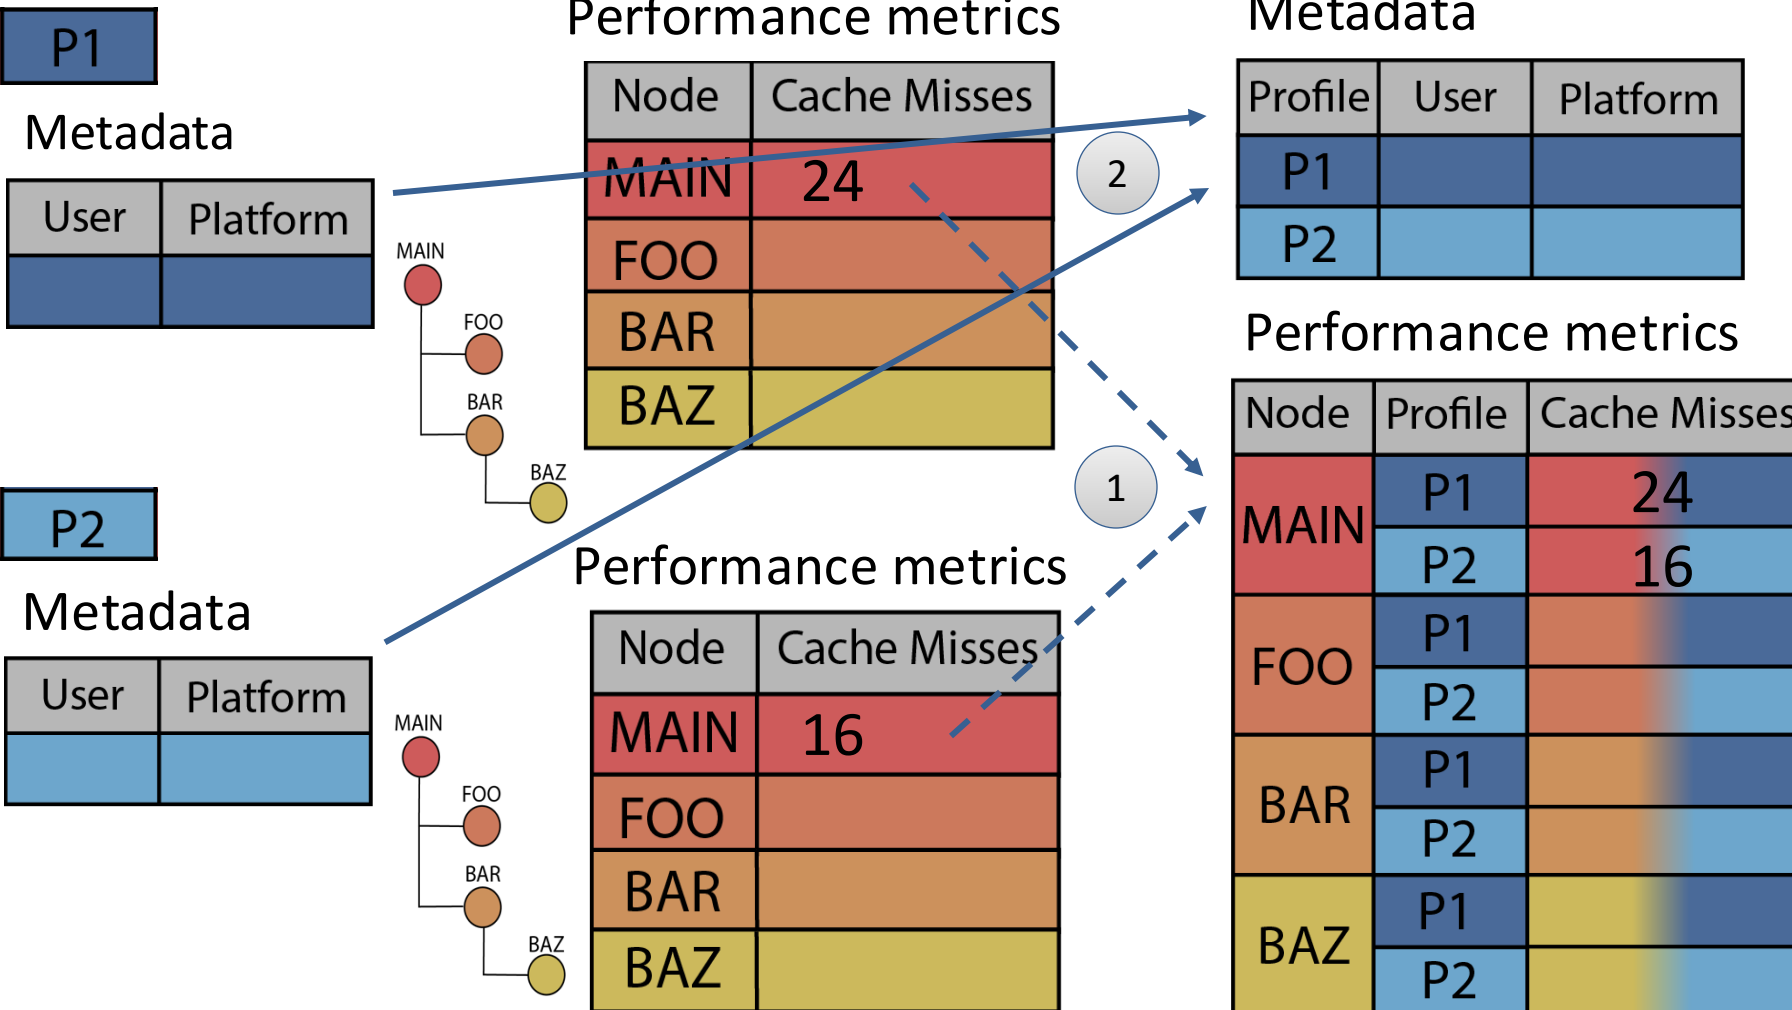 P1
Metadata
User Platform
MAIN
FOO
BAR
BAZ
Performance metrics
Node Cache Misses
MAIN 24
FOO
BAR
BAZ
P2
Metadata
User Platform
MAIN
FOO
BAR
BAZ
Performance metrics
Node Cache Misses
MAIN 16
FOO
BAR
BAZ
2
1
Metadata
Profile User Platform
P1
P2
Performance metrics
Node Profile Cache Misses
MAIN P1 24
P2 16
FOO P1
P2
BAR P1
P2
BAZ P1
P2